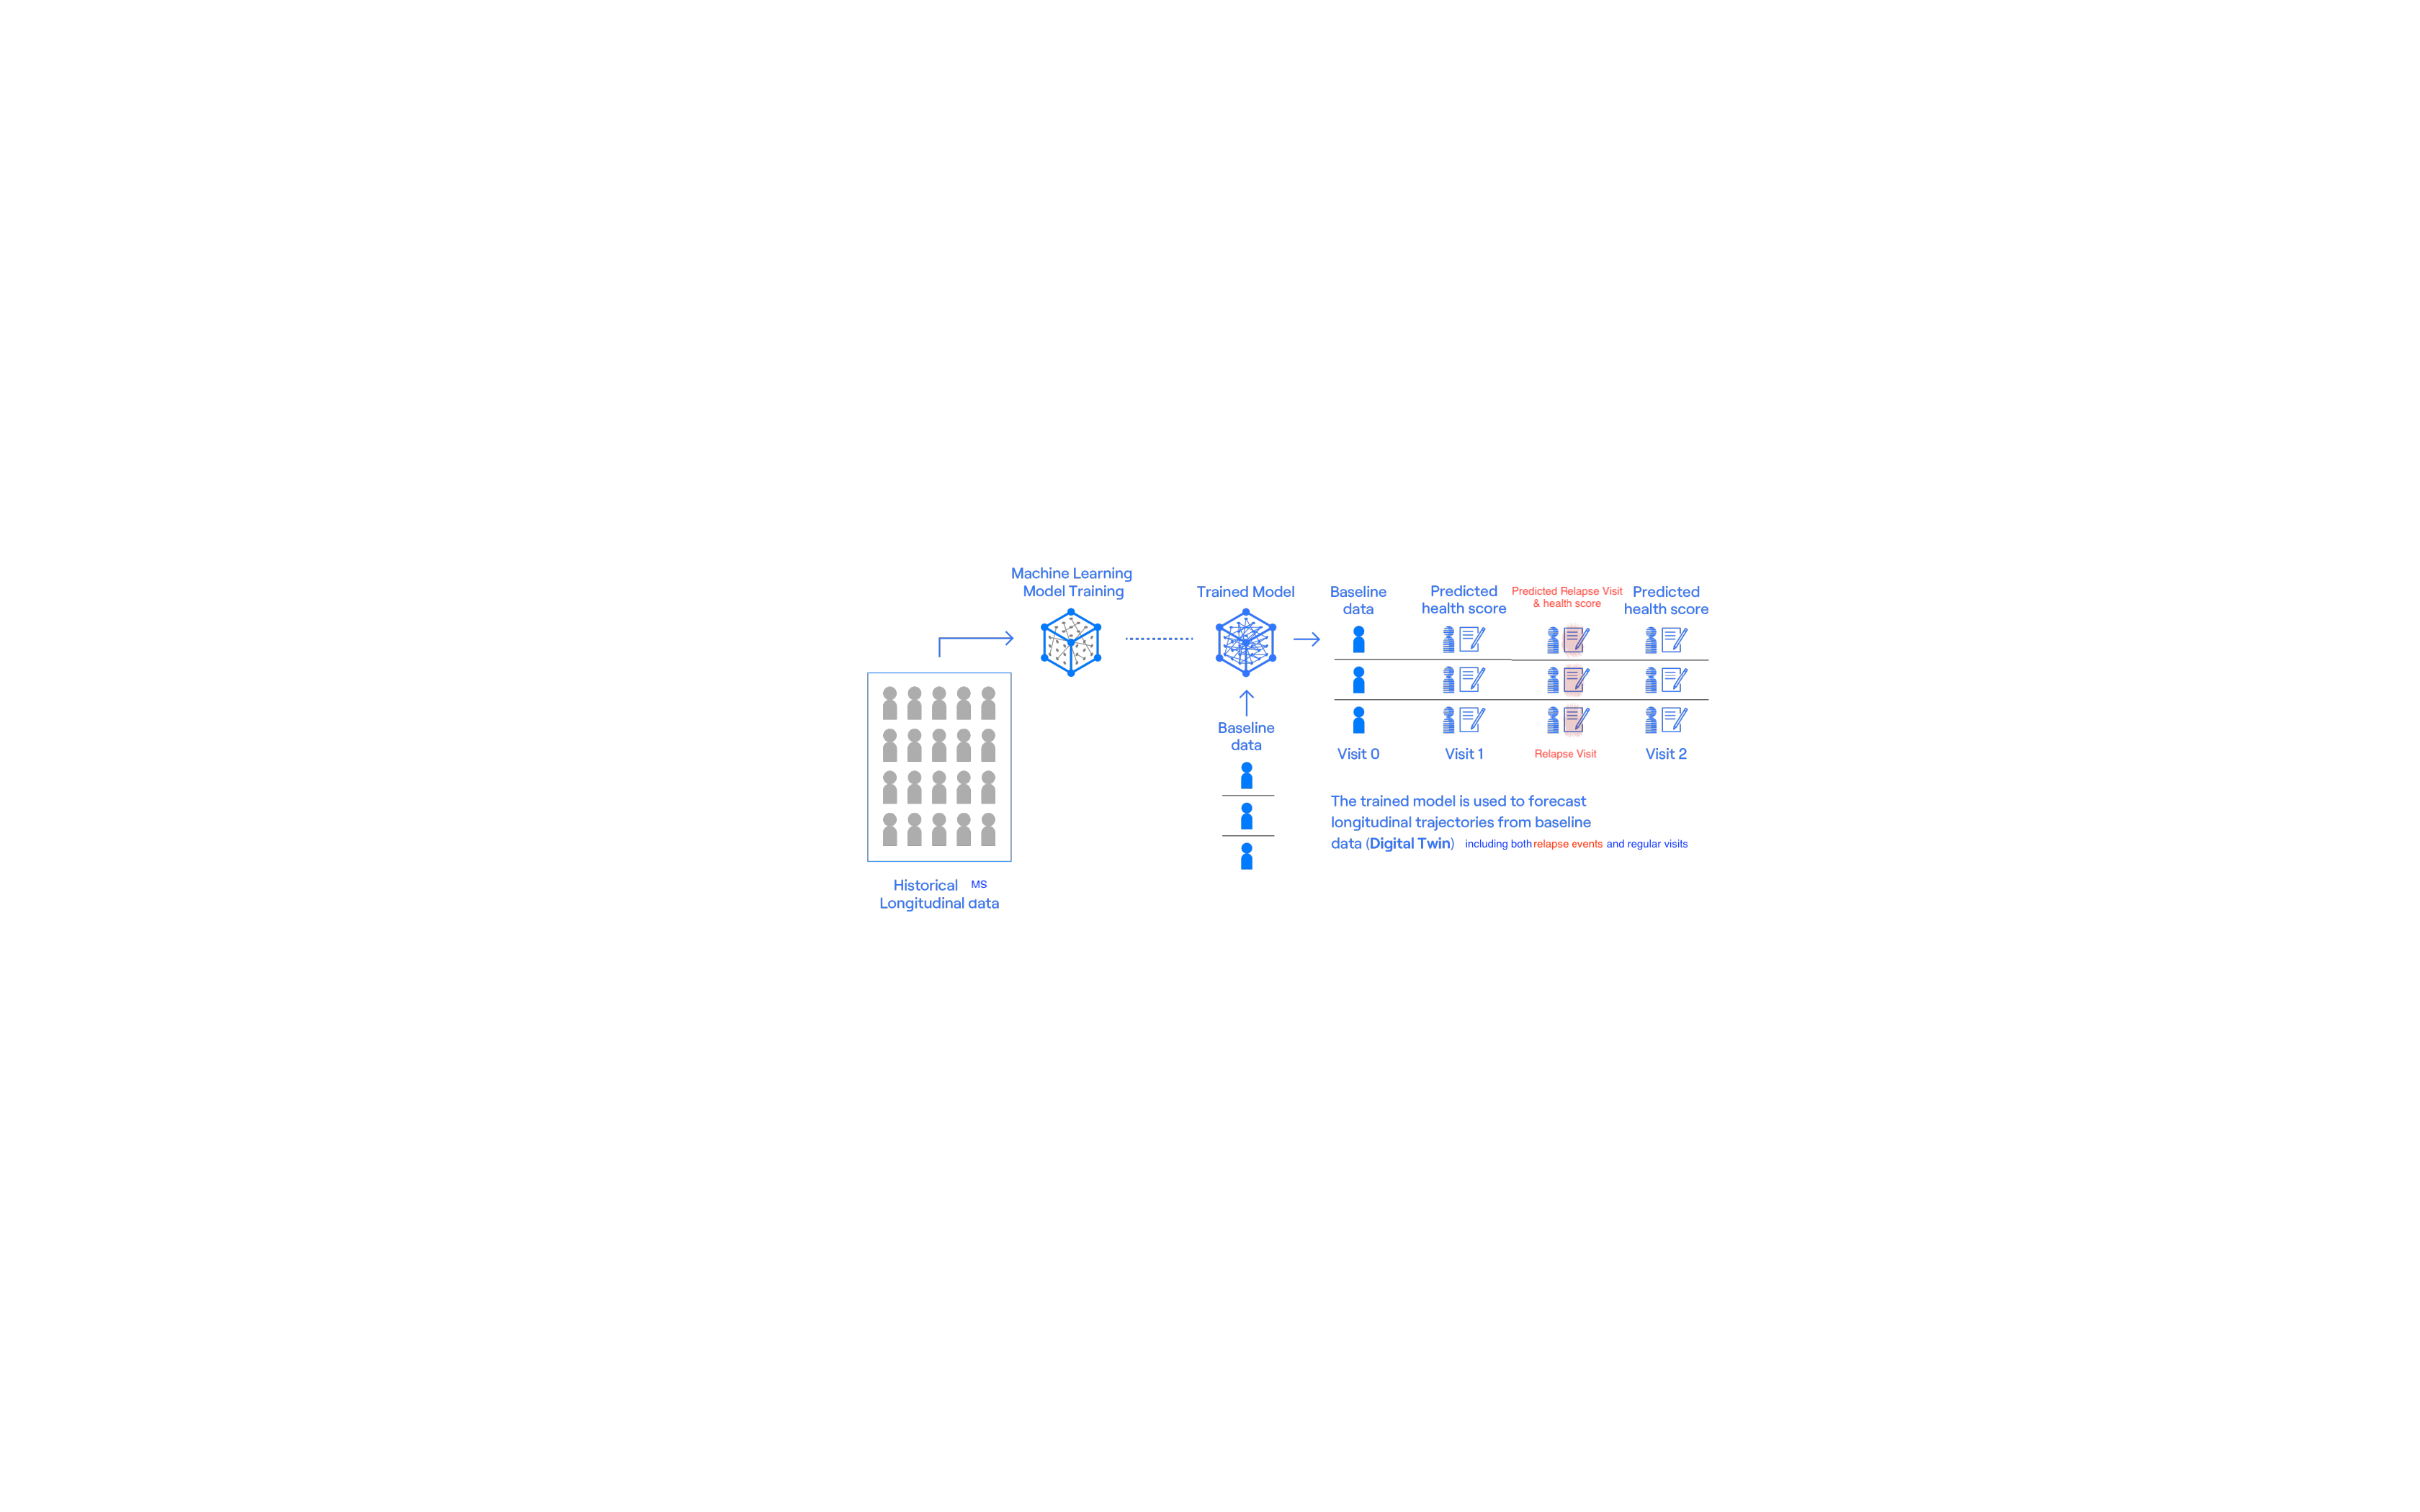 Machine Learning
Model Training
Trained Model
Baseline
data
Predicted
health score
Predicted Relapse Visit
& health score
Predicted
health score
Baseline
data
Visit 0
Visit 1
Relapse Visit
Visit 2
The trained model is used to forecast
longitudinal trajectories from baseline
data (Digital Twin) including both relapse events and regular visits
Historical MS
Longitudinal data